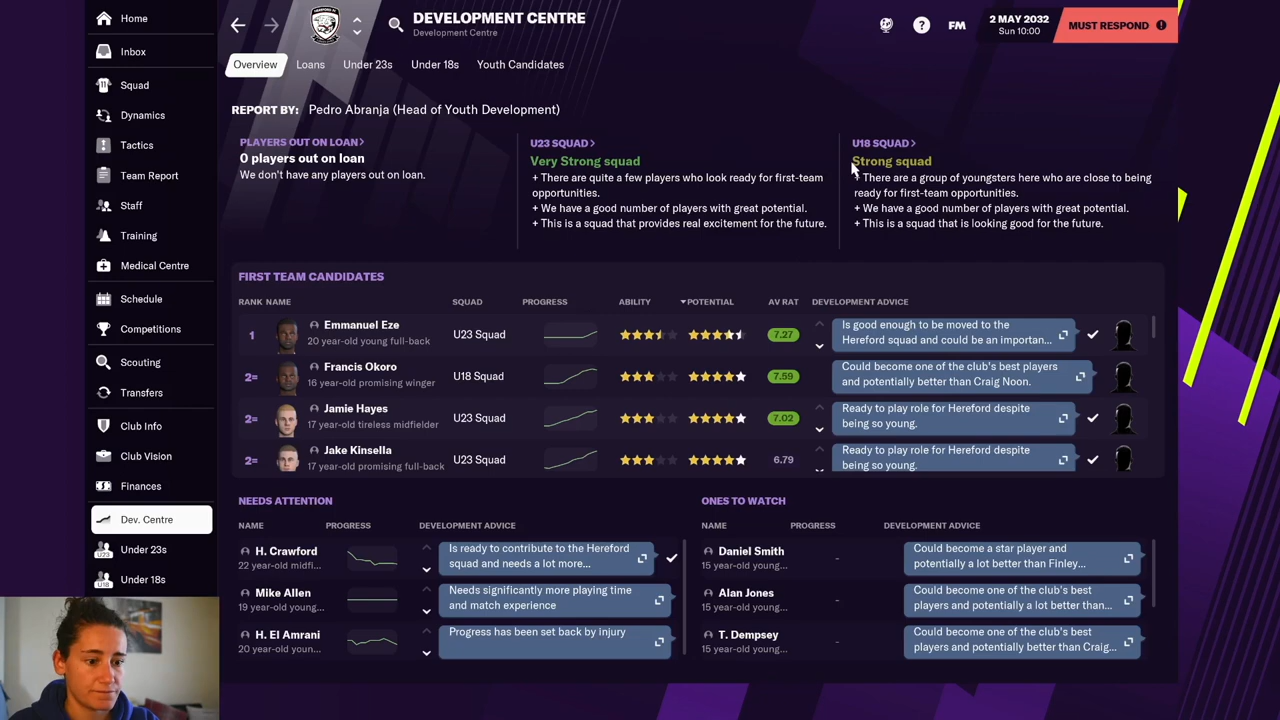 Home
Inbox
Squad
Dynamics
Tactics
Team Report
Staff
Training
Medical Centre
Schedule
Competitions
Scouting
Transfers
Club Info
Club Vision
Finances
Dev. Centre
Under 23s
Under 18s
DEVELOPMENT CENTRE
Development Centre
? FM
2 MAY 2032
Sun 10:00
MUST RESPOND
Overview Loans Under 23s Under 18s Youth Candidates
REPORT BY: Pedro Abranja (Head of Youth Development)
PLAYERS OUT ON LOAN >
0 players out on loan
We don't have any players out on loan.
U23 SQUAD >
Very Strong squad
+ There are quite a few players who look ready for first-team
opportunities.
+ We have a good number of players with great potential.
+ This is a squad that provides real excitement for the future.
U18 SQUAD >
Strong squad
+ There are a group of youngsters here who are close to being
ready for first-team opportunities.
+ We have a good number of players with great potential.
+ This is a squad that is looking good for the future.
FIRST TEAM CANDIDATES
RANK NAME SQUAD PROGRESS ABILITY POTENTIAL AV RAT DEVELOPMENT ADVICE
1 Emmanuel Eze U23 Squad 7.27 Is good enough to be moved to the
20 year-old young full-back Hereford squad and could be an importan...
2= Francis Okoro U18 Squad 7.59 Could become one of the club's best players
16 year-old promising winger and potentially better than Craig Noon.
2= Jamie Hayes U23 Squad 7.02 Ready to play role for Hereford despite
17 year-old tireless midfielder being so young.
2= Jake Kinsella U23 Squad 6.79 Ready to play role for Hereford despite
17 year-old promising full-back being so young.
NEEDS ATTENTION
NAME PROGRESS DEVELOPMENT ADVICE
H. Crawford Is ready to contribute to the Hereford
22 year-old midfi... squad and needs a lot more...
Mike Allen Needs significantly more playing time
19 year-old young... and match experience
H. El Amrani Progress has been set back by injury
20 year-old youn...
ONES TO WATCH
NAME PROGRESS DEVELOPMENT ADVICE
Daniel Smith - Could become a star player and
15 year-old young... potentially a lot better than Finley...
Alan Jones - Could become one of the club's best
15 year-old young... players and potentially a lot better than...
T. Dempsey - Could become one of the club's best
15 year-old young... players and potentially better than Craig...